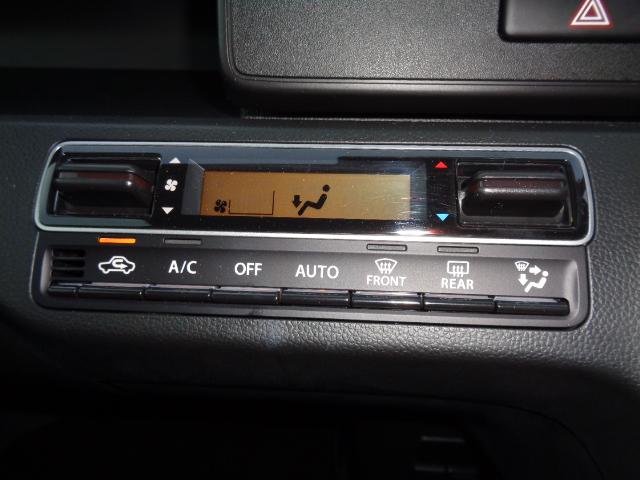 A/C OFF AUTO FRONT REAR